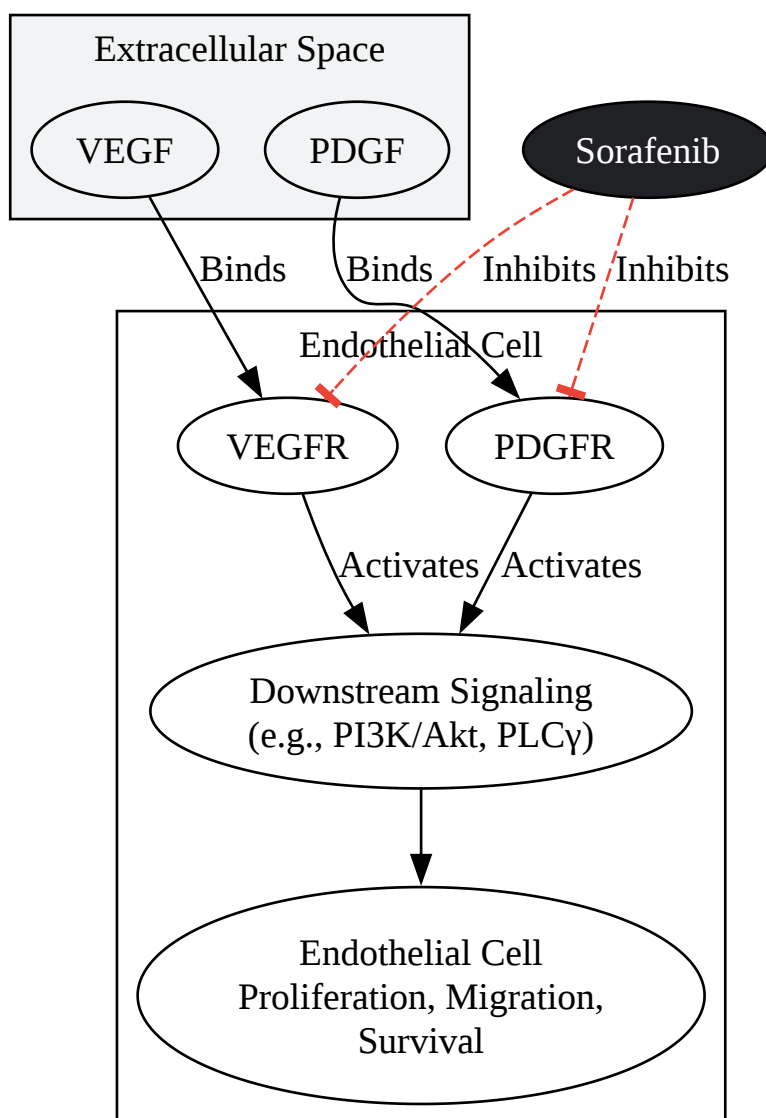 Extracellular Space
VEGF
PDGF
Sorafenib
Binds
Binds
Inhibits
Inhibits
Endothelial Cell
VEGFR
PDGFR
Activates
Activates
Downstream Signaling
(e.g., PI3K/Akt, PLCγ)
Endothelial Cell
Proliferation, Migration,
Survival